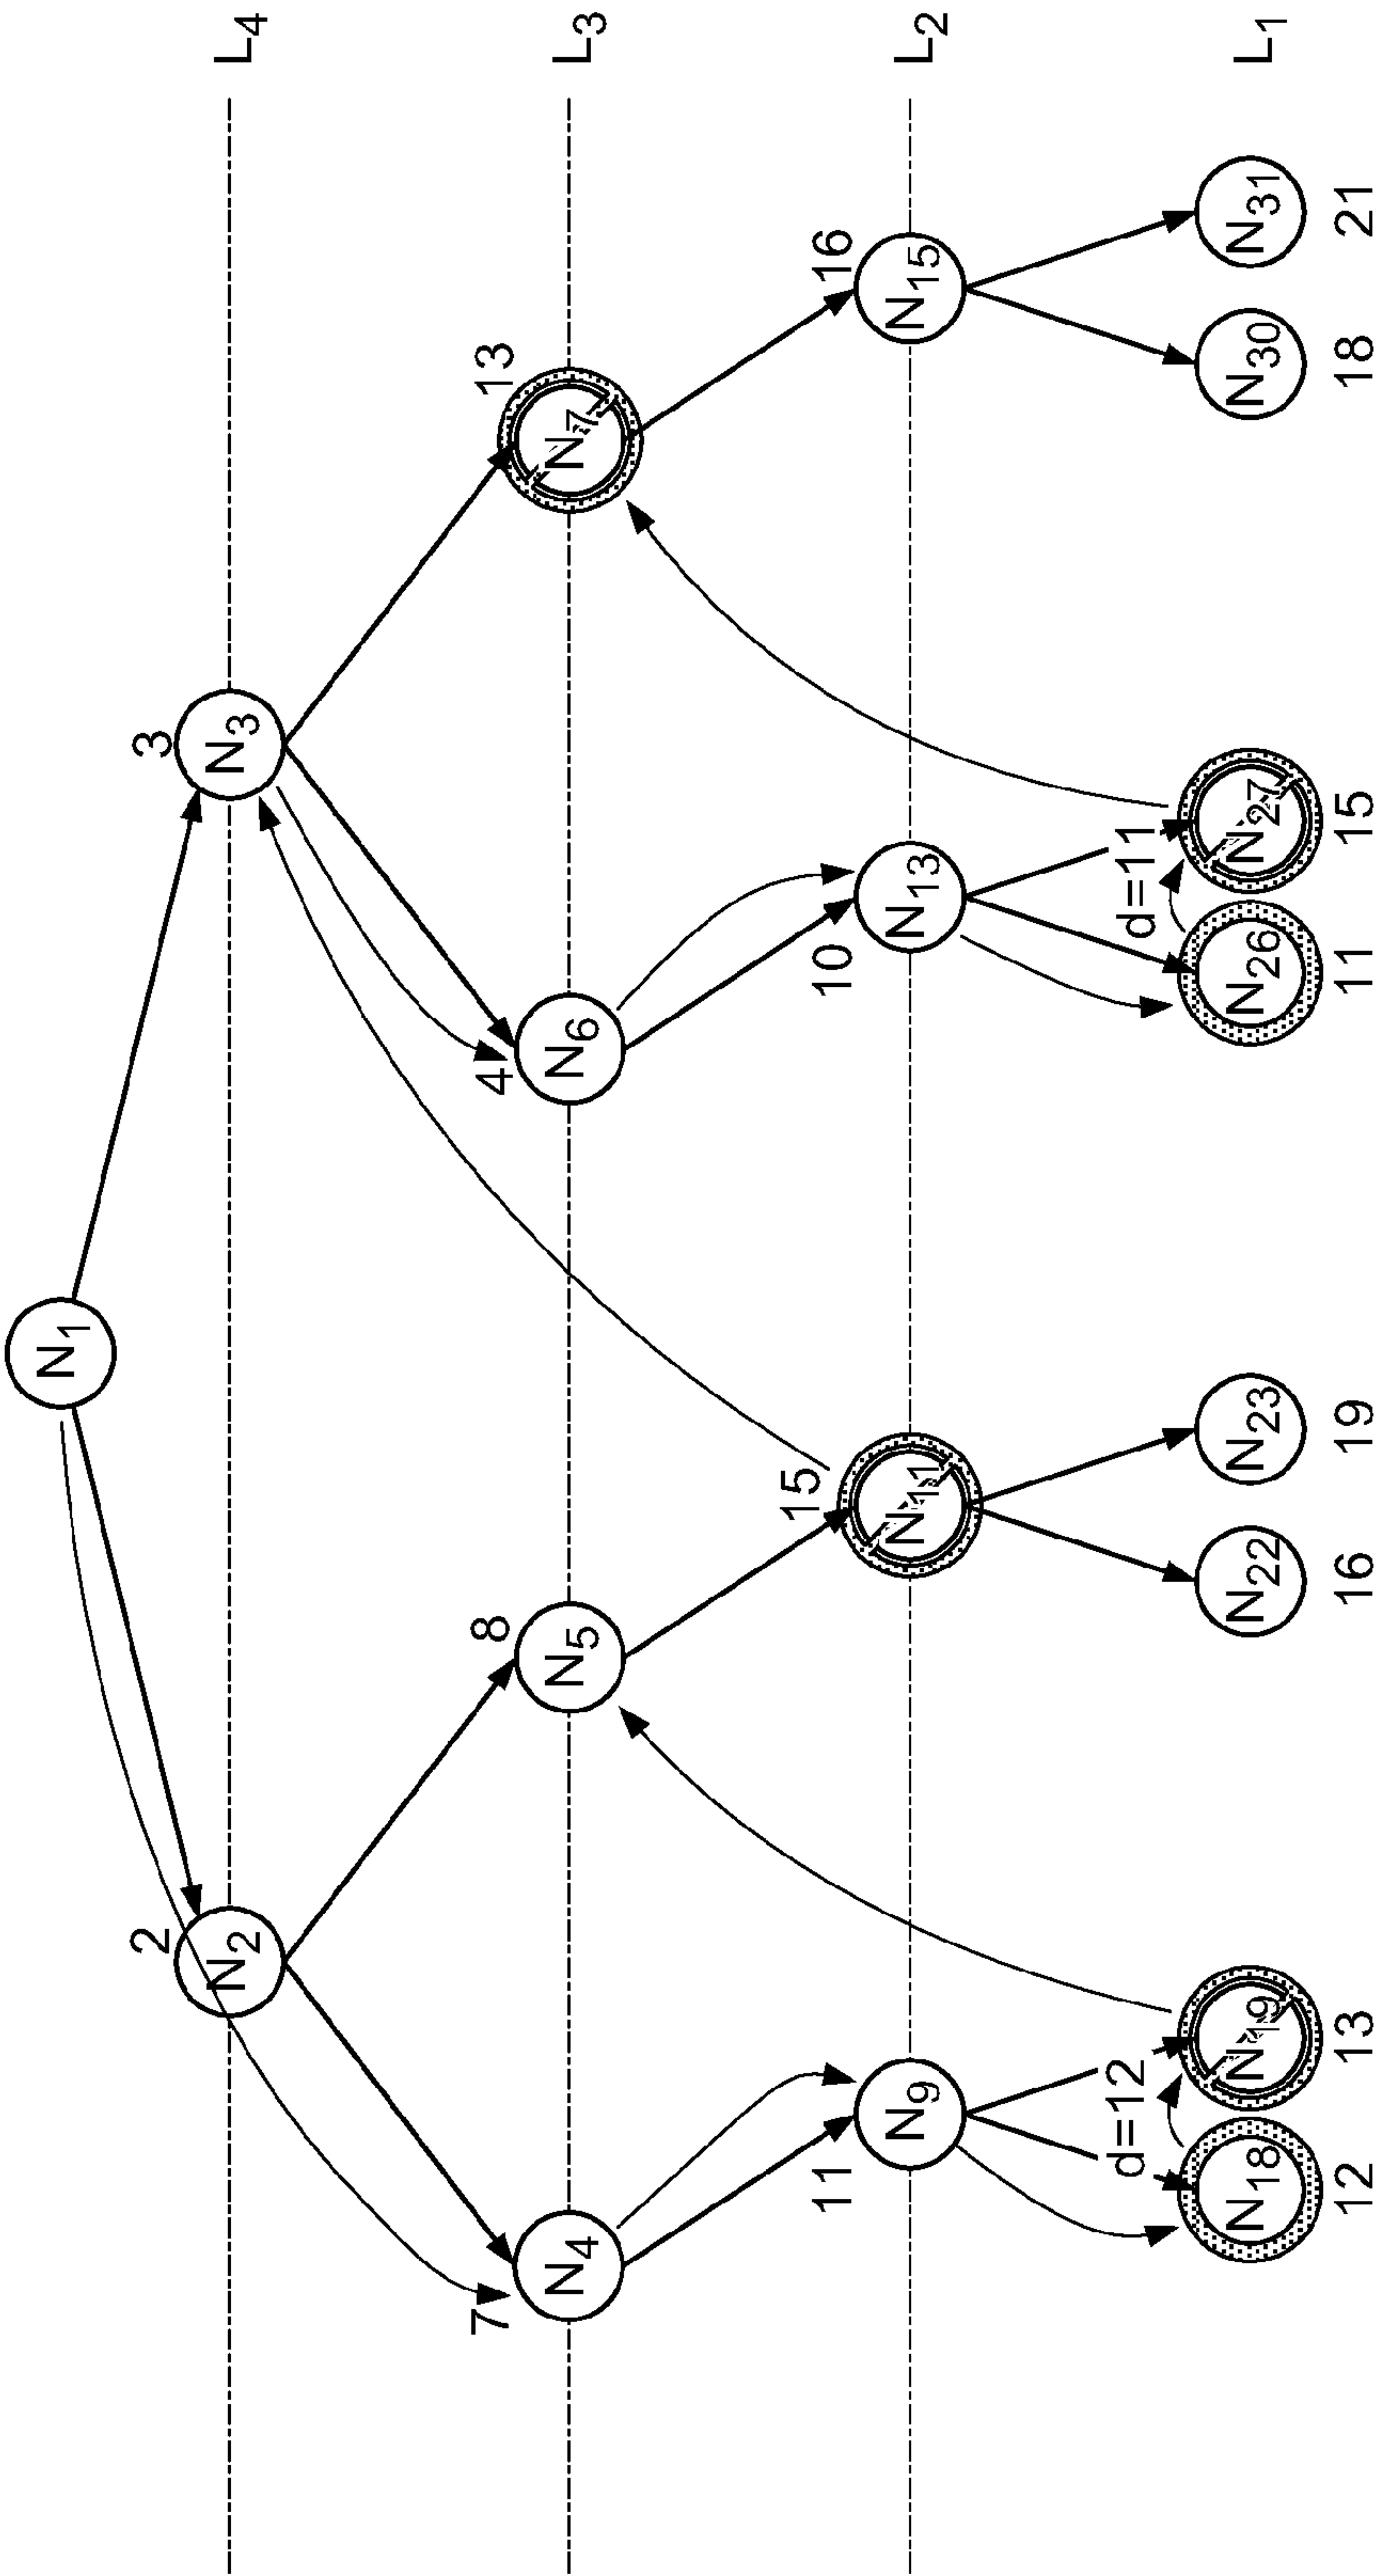 N1
2 N2 3 N3 L4
7 N4 8 N5 4 N6 13 N7 L3
11 N9 15 N11 10 N13 16 N15 L2
d=12 d=11
N18 N19 N22 N23 N26 N27 N30 N31 L1
12 13 16 19 11 15 18 21